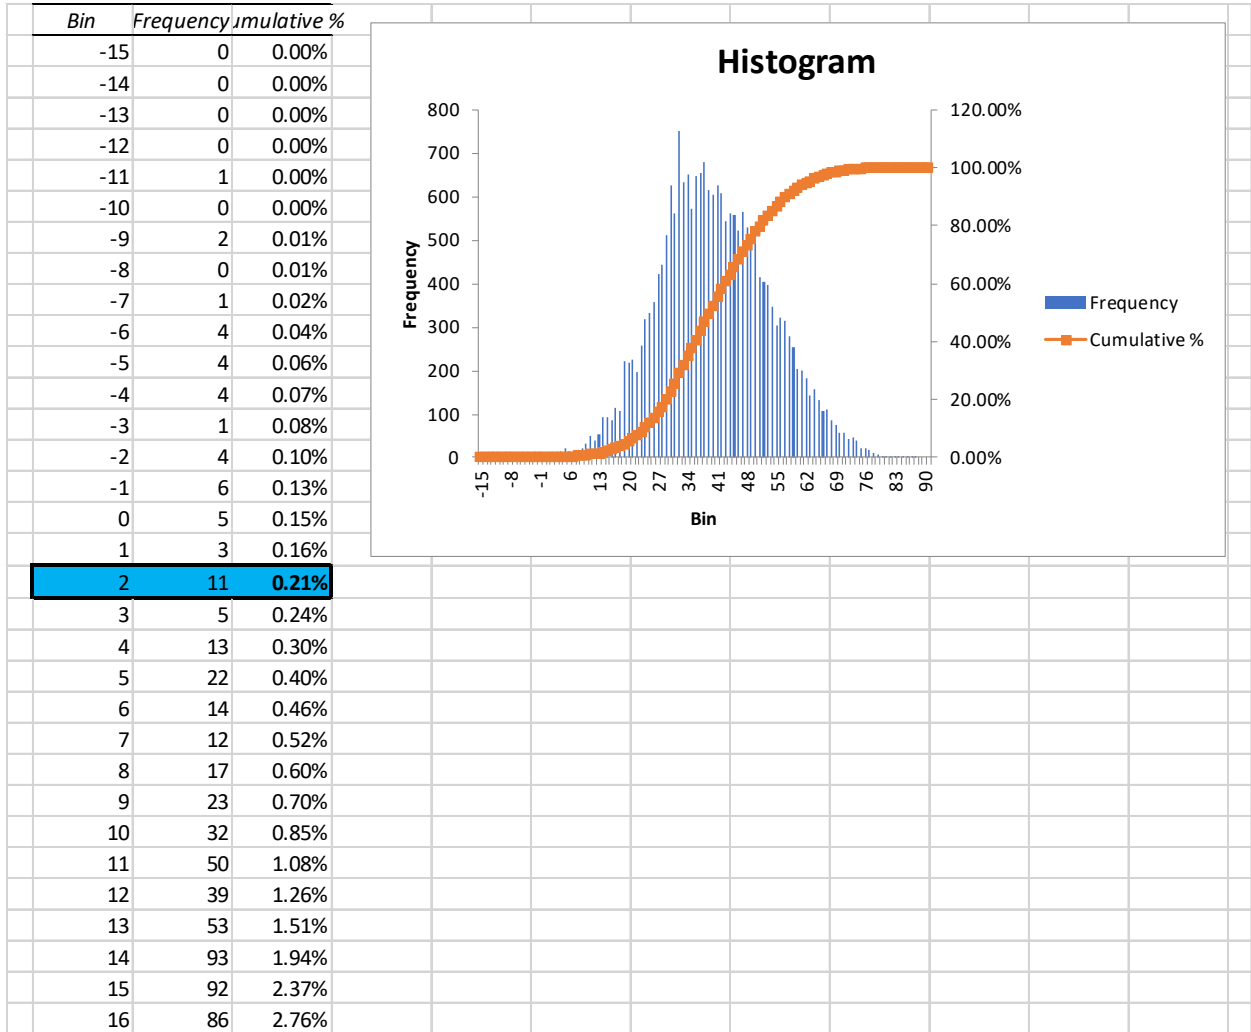 Bin Frequency umulative %
-15 0 0.00%
-14 0 0.00%
-13 0 0.00%
-12 0 0.00%
-11 1 0.00%
-10 0 0.00%
-9 2 0.01%
-8 0 0.01%
-7 1 0.02%
-6 4 0.04%
-5 4 0.06%
-4 4 0.07%
-3 1 0.08%
-2 4 0.10%
-1 6 0.13%
0 5 0.15%
1 3 0.16%
2 11 0.21%
3 5 0.24%
4 13 0.30%
5 22 0.40%
6 14 0.46%
7 12 0.52%
8 17 0.60%
9 23 0.70%
10 32 0.85%
11 50 1.08%
12 39 1.26%
13 53 1.51%
14 93 1.94%
15 92 2.37%
16 86 2.76%
Histogram
800 120.00%
700 100.00%
600 80.00%
500 60.00%
400 40.00%
300 20.00%
200 0.00%
100
0
Frequency
-15 -8 -1 6 13 20 27 34 41 48 55 62 69 76 83 90
Bin
Frequency
Cumulative %